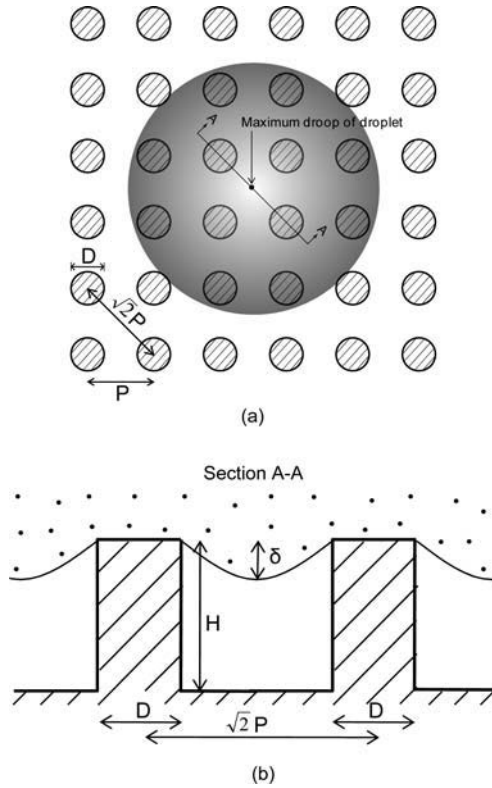 A
Maximum droop of droplet
A
D
√2 P
P
(a)
Section A-A
δ
H
D
D
√2 P
(b)